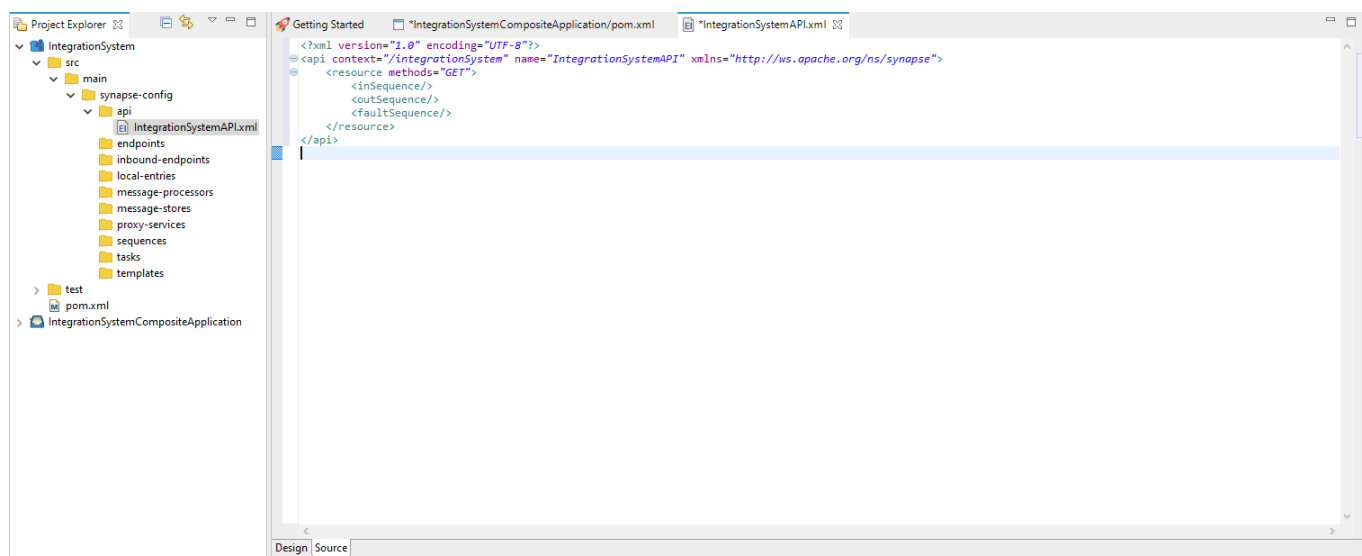 Project Explorer
IntegrationSystem
src
main
synapse-config
api
IntegrationSystemAPI.xml
endpoints
inbound-endpoints
local-entries
message-processors
message-stores
proxy-services
sequences
tasks
templates
test
pom.xml
IntegrationSystemCompositeApplication
Getting Started
*IntegrationSystemCompositeApplication/pom.xml
*IntegrationSystemAPI.xml
<?xml version="1.0" encoding="UTF-8"?>
<api context="/integrationSystem" name="IntegrationSystemAPI" xmlns="http://ws.apache.org/ns/synapse">
<resource methods="GET">
<inSequence/>
<outSequence/>
<faultSequence/>
</resource>
</api>
Design Source